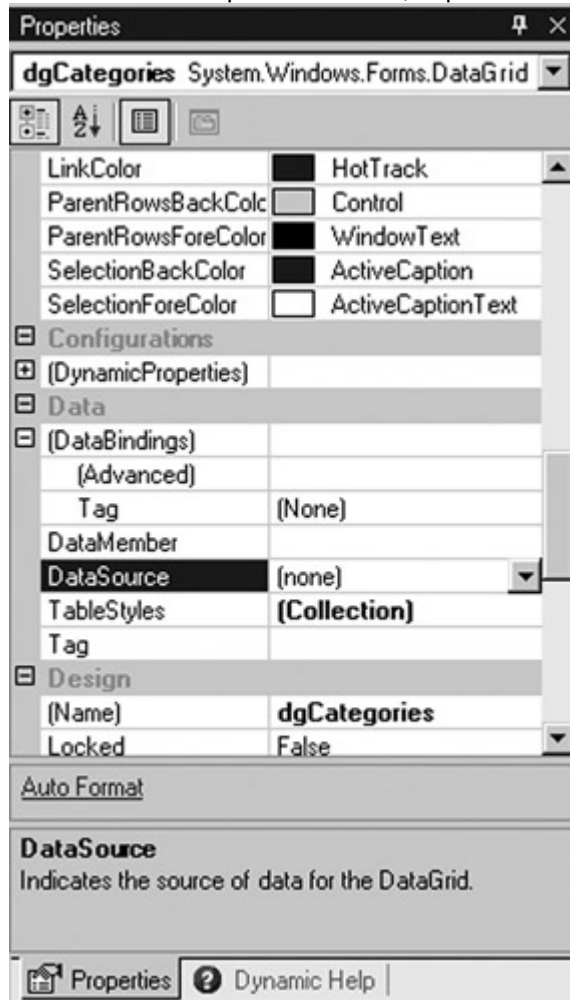 Properties
dgCategories System.Windows.Forms.DataGrid
LinkColor HotTrack
ParentRowsBackColc Control
ParentRowsForeColor WindowText
SelectionBackColor ActiveCaption
SelectionForeColor ActiveCaptionText
Configurations
(DynamicProperties)
Data
(DataBindings)
(Advanced)
Tag (None)
DataMember
DataSource (none)
TableStyles (Collection)
Tag
Design
(Name) dgCategories
Locked False
Auto Format
DataSource
Indicates the source of data for the DataGrid.
Properties Dynamic Help